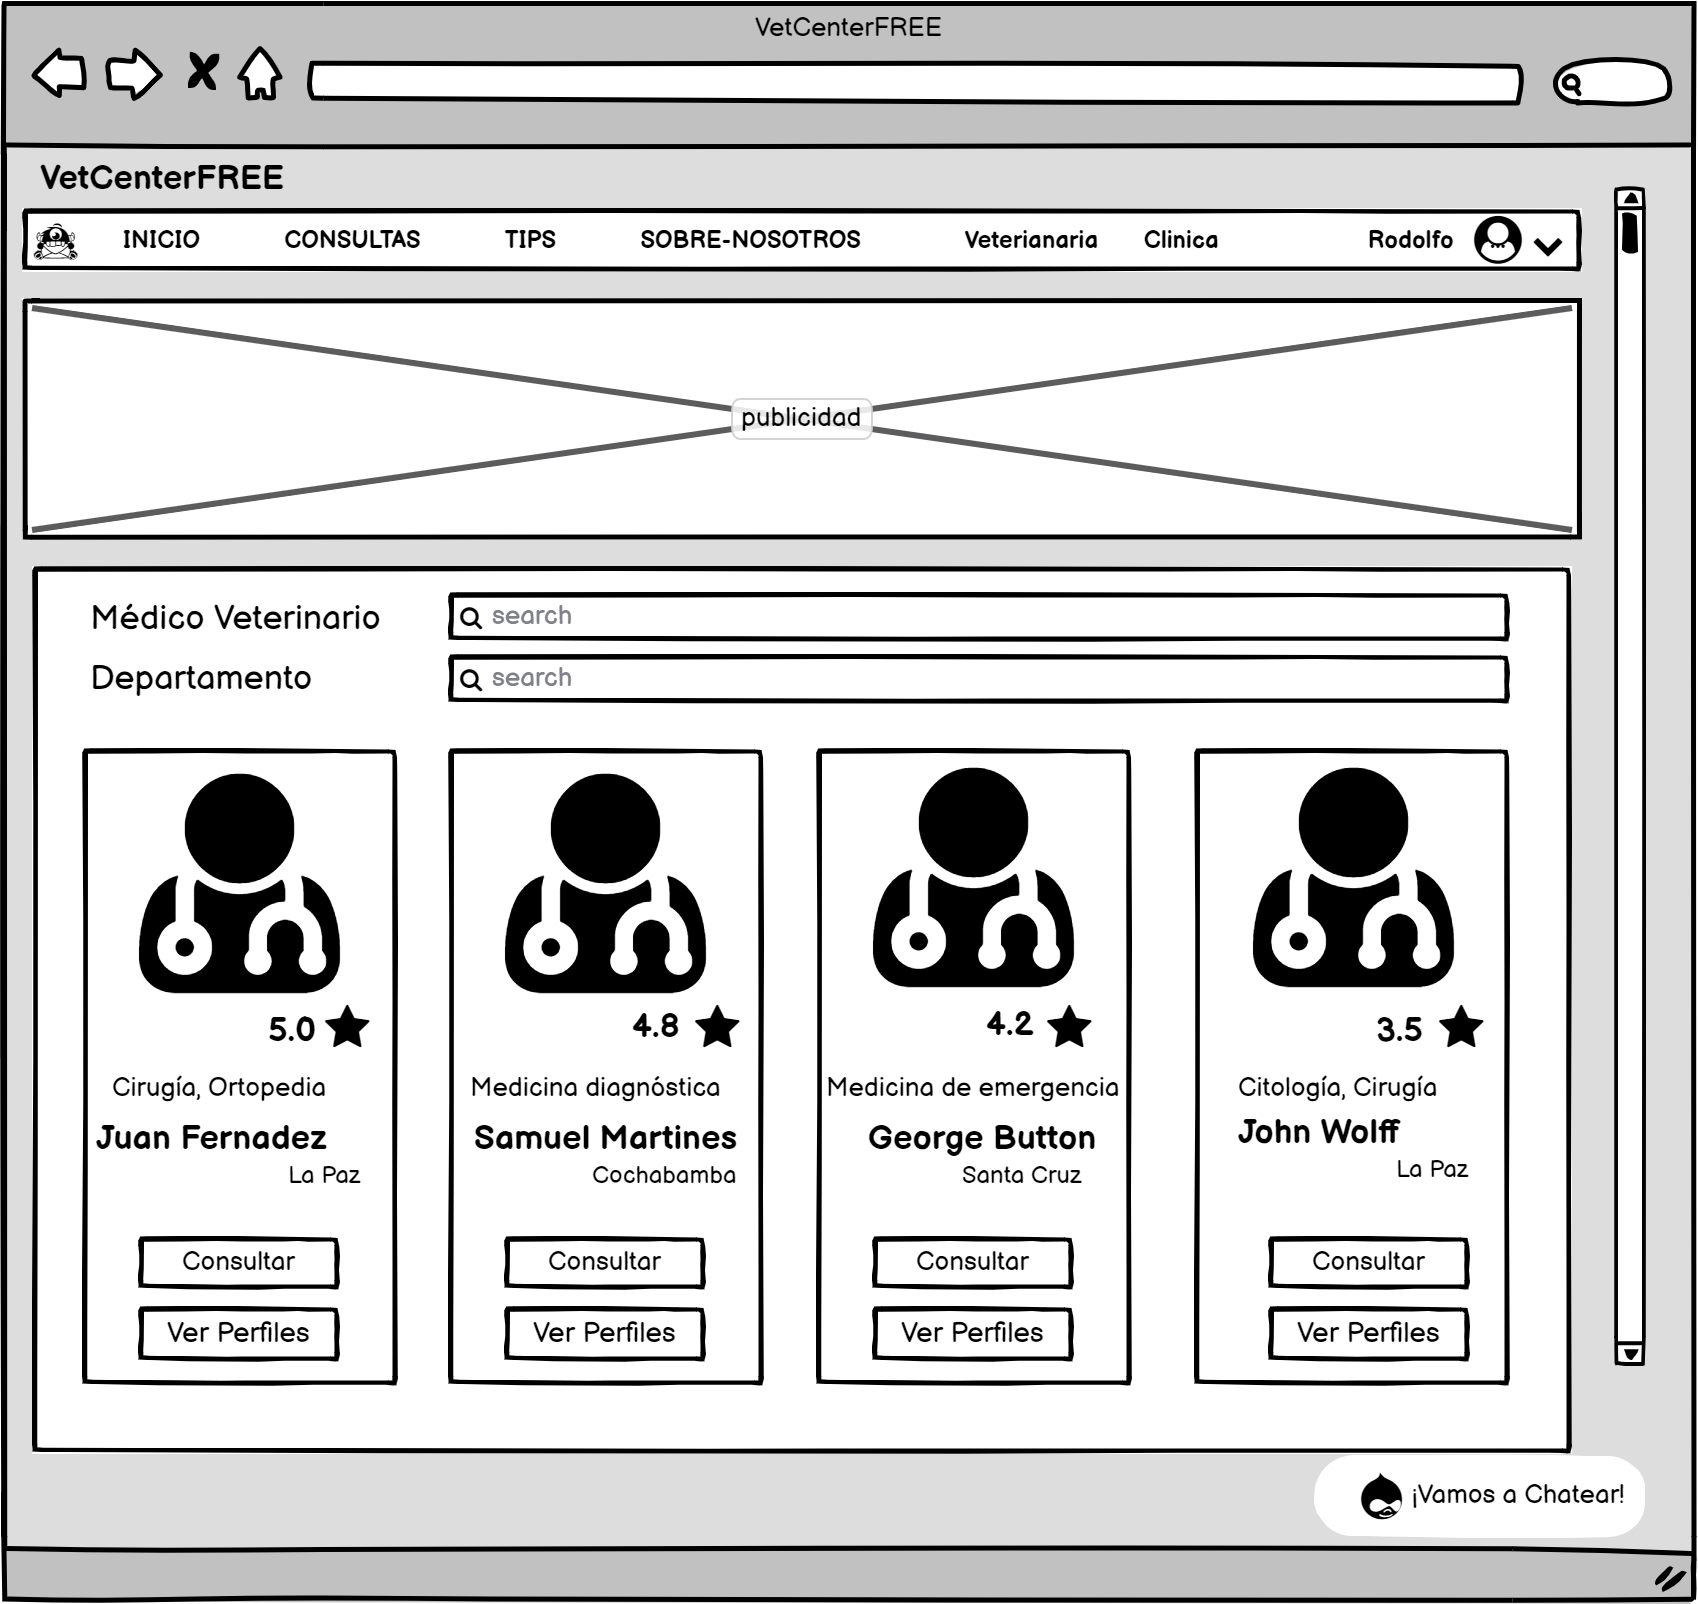 VetCenterFREE
VetCenterFREE
INICIO CONSULTAS TIPS SOBRE-NOSOTROS Veterianaria Clinica Rodolfo
publicidad
Médico Veterinario search
Departamento search
5.0 4.8 4.2 3.5
Cirugía, Ortopedia Medicina diagnóstica Medicina de emergencia Citología, Cirugía
Juan Fernadez Samuel Martines George Button John Wolff
La Paz Cochabamba Santa Cruz La Paz
Consultar Consultar Consultar Consultar
Ver Perfiles Ver Perfiles Ver Perfiles Ver Perfiles
¡Vamos a Chatear!